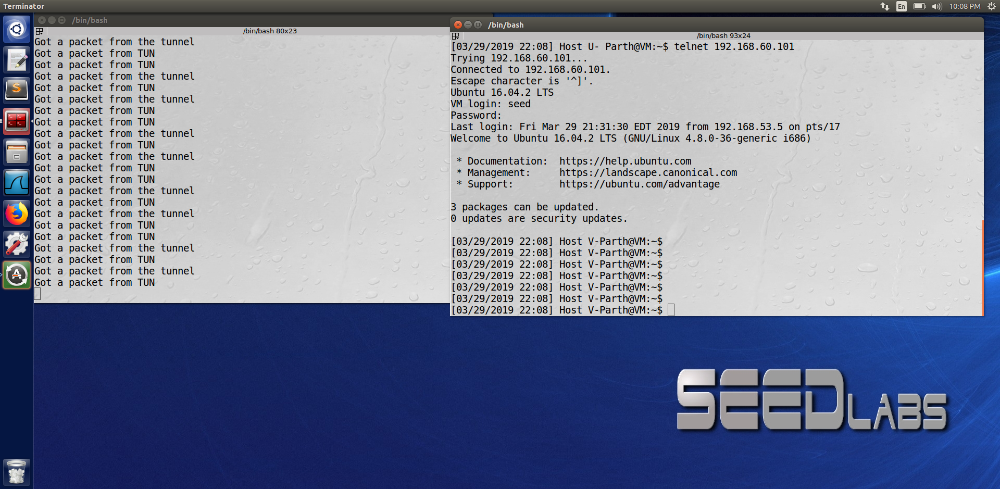 Terminator
En
10:08 PM
/bin/bash
/bin/bash 80x23
Got a packet from the tunnel
Got a packet from TUN
Got a packet from TUN
Got a packet from the tunnel
Got a packet from TUN
Got a packet from the tunnel
Got a packet from TUN
Got a packet from TUN
Got a packet from the tunnel
Got a packet from TUN
Got a packet from the tunnel
Got a packet from TUN
Got a packet from TUN
Got a packet from the tunnel
Got a packet from TUN
Got a packet from the tunnel
Got a packet from TUN
Got a packet from TUN
Got a packet from the tunnel
Got a packet from TUN
Got a packet from the tunnel
Got a packet from TUN
/bin/bash
/bin/bash 93x24
[03/29/2019 22:08] Host U- Parth@VM:~$ telnet 192.168.60.101
Trying 192.168.60.101...
Connected to 192.168.60.101.
Escape character is '^]'.
Ubuntu 16.04.2 LTS
VM login: seed
Password:
Last login: Fri Mar 29 21:31:30 EDT 2019 from 192.168.53.5 on pts/17
Welcome to Ubuntu 16.04.2 LTS (GNU/Linux 4.8.0-36-generic i686)
* Documentation:  https://help.ubuntu.com
* Management:     https://landscape.canonical.com
* Support:        https://ubuntu.com/advantage
3 packages can be updated.
0 updates are security updates.
[03/29/2019 22:08] Host V-Parth@VM:~$
[03/29/2019 22:08] Host V-Parth@VM:~$
[03/29/2019 22:08] Host V-Parth@VM:~$
[03/29/2019 22:08] Host V-Parth@VM:~$
[03/29/2019 22:08] Host V-Parth@VM:~$
[03/29/2019 22:08] Host V-Parth@VM:~$
[03/29/2019 22:08] Host V-Parth@VM:~$
SEED LABS